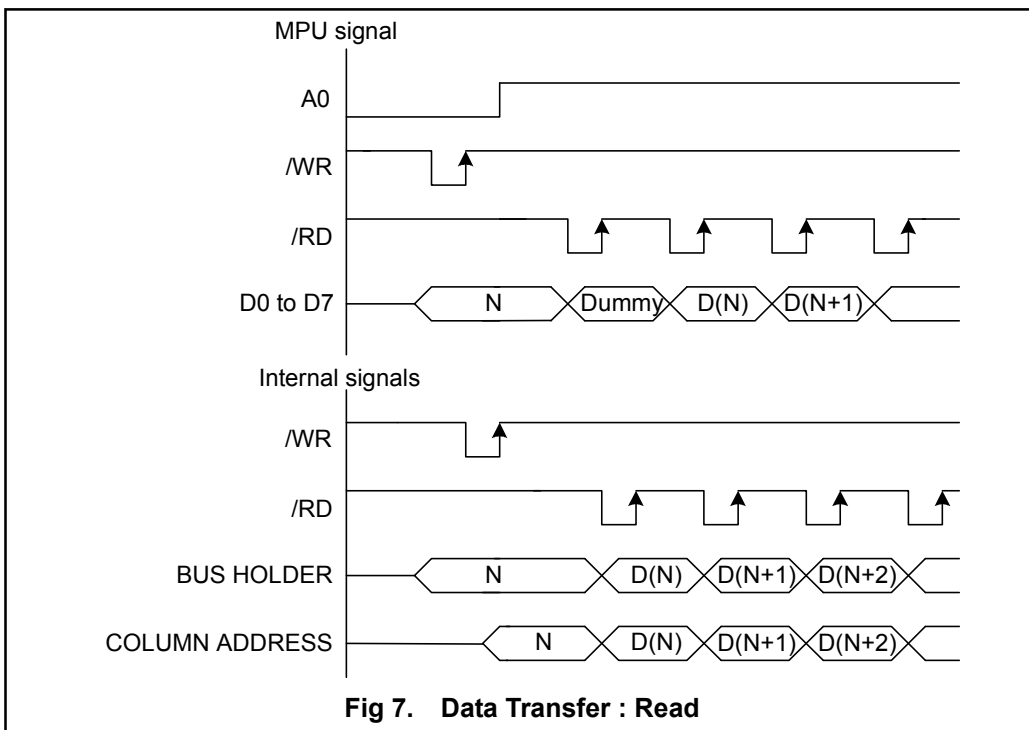 MPU signal
A0
/WR
/RD
D0 to D7 N Dummy D(N) D(N+1)
Internal signals
/WR
/RD
BUS HOLDER N D(N) D(N+1) D(N+2)
COLUMN ADDRESS N D(N) D(N+1) D(N+2)
Fig 7. Data Transfer : Read